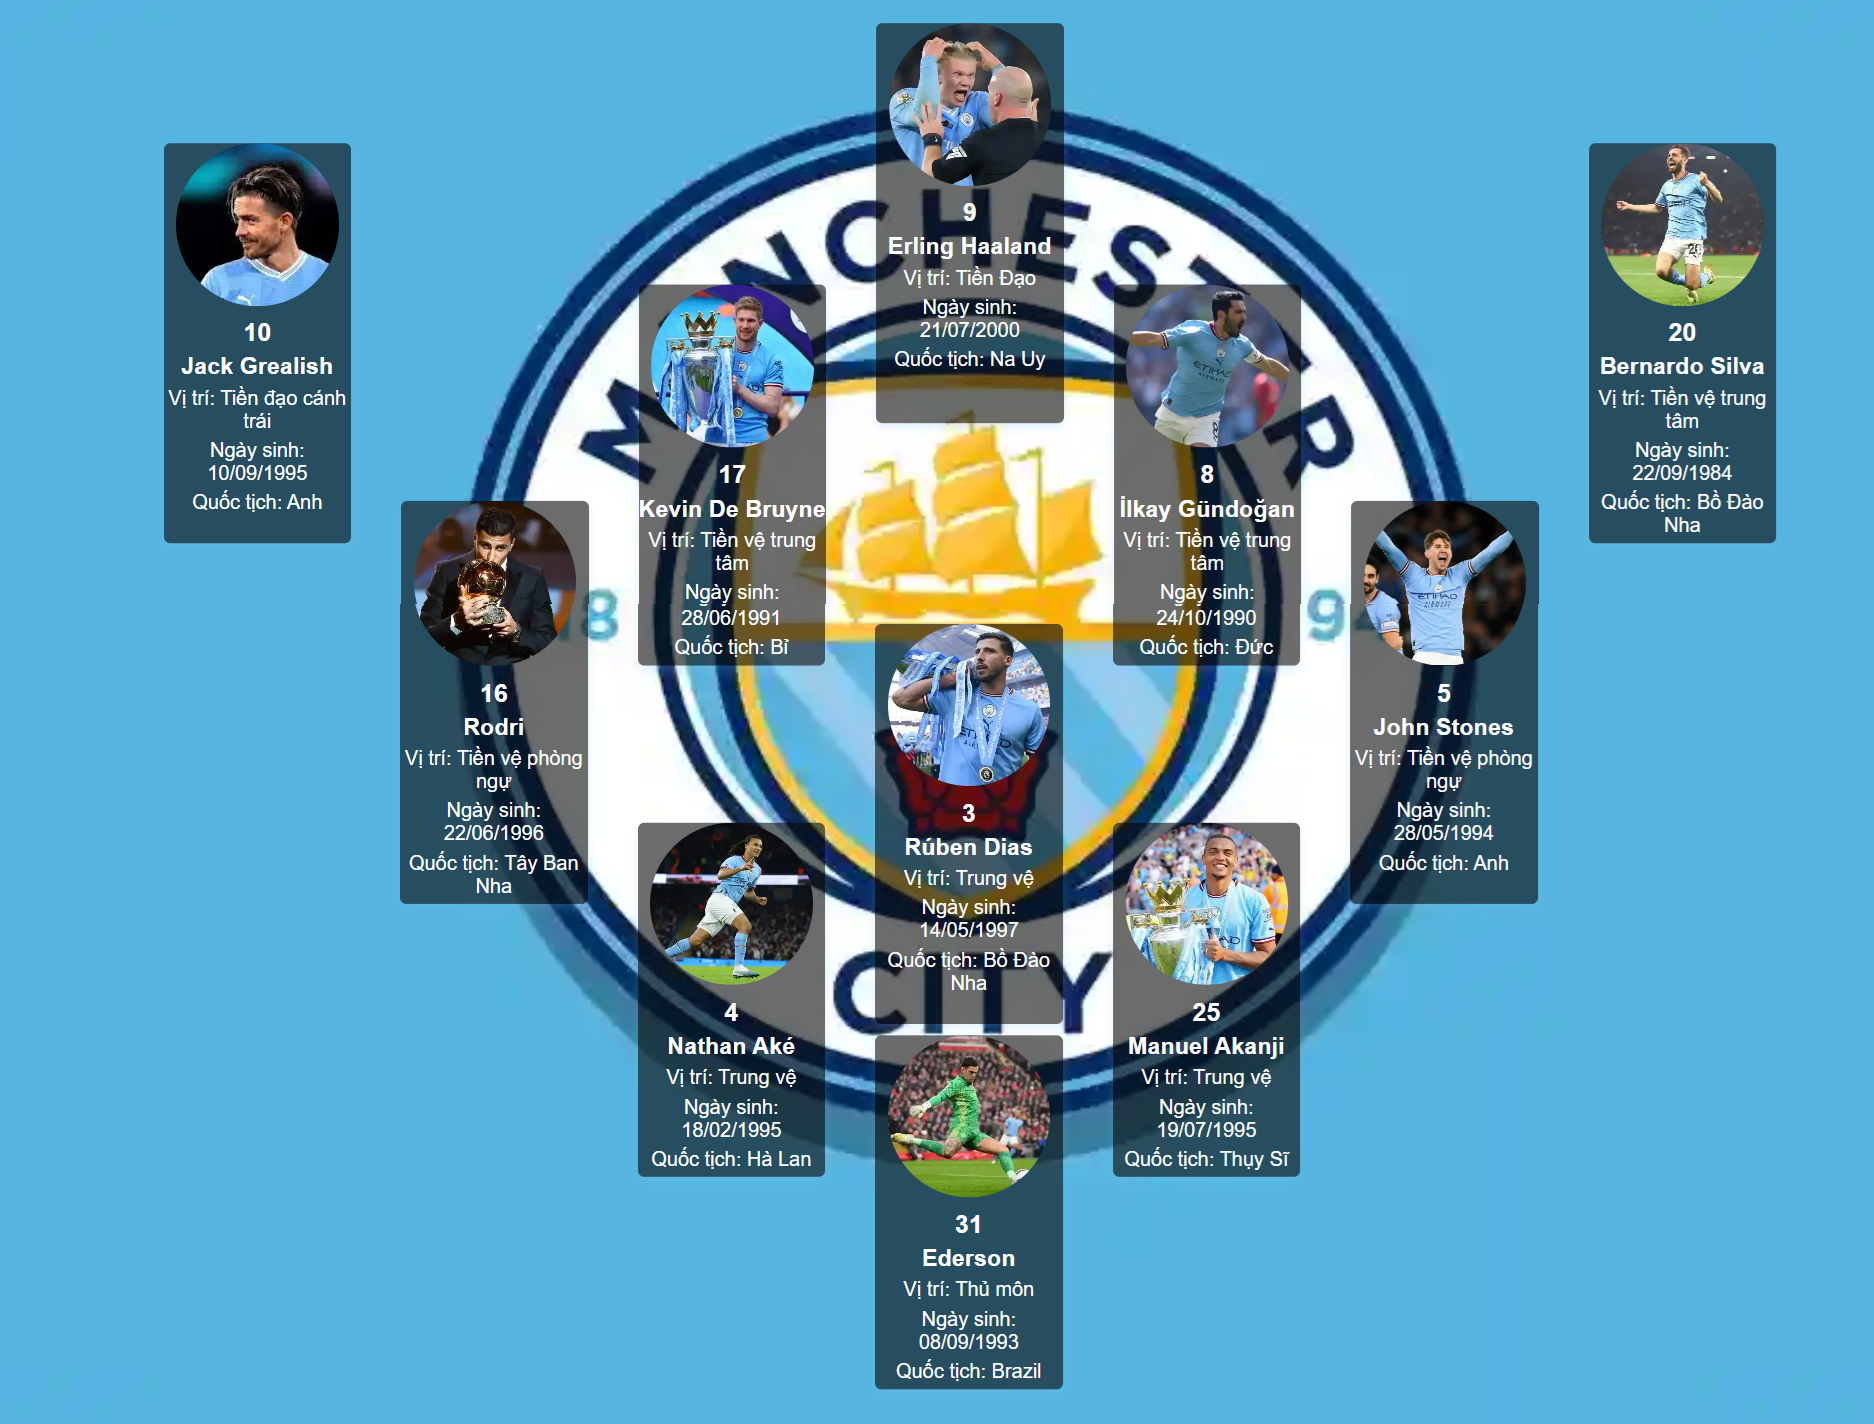 MANCHESTER
CITY
18
94
9
Erling Haaland
Vị trí: Tiền Đạo
Ngày sinh:
21/07/2000
Quốc tịch: Na Uy
10
Jack Grealish
Vị trí: Tiền đạo cánh
trái
Ngày sinh:
10/09/1995
Quốc tịch: Anh
20
Bernardo Silva
Vị trí: Tiền vệ trung
tâm
Ngày sinh:
22/09/1984
Quốc tịch: Bồ Đào
Nha
17
Kevin De Bruyne
Vị trí: Tiền vệ trung
tâm
Ngày sinh:
28/06/1991
Quốc tịch: Bỉ
ETIHAD
AIRWAYS
8
İlkay Gündoğan
Vị trí: Tiền vệ trung
tâm
Ngày sinh:
24/10/1990
Quốc tịch: Đức
16
Rodri
Vị trí: Tiền vệ phòng
ngự
Ngày sinh:
22/06/1996
Quốc tịch: Tây Ban
Nha
ETIHAD
AIRWAYS
5
John Stones
Vị trí: Tiền vệ phòng
ngự
Ngày sinh:
28/05/1994
Quốc tịch: Anh
3
Rúben Dias
Vị trí: Trung vệ
Ngày sinh:
14/05/1997
Quốc tịch: Bồ Đào
Nha
4
Nathan Aké
Vị trí: Trung vệ
Ngày sinh:
18/02/1995
Quốc tịch: Hà Lan
25
Manuel Akanji
Vị trí: Trung vệ
Ngày sinh:
19/07/1995
Quốc tịch: Thụy Sĩ
31
Ederson
Vị trí: Thủ môn
Ngày sinh:
08/09/1993
Quốc tịch: Brazil